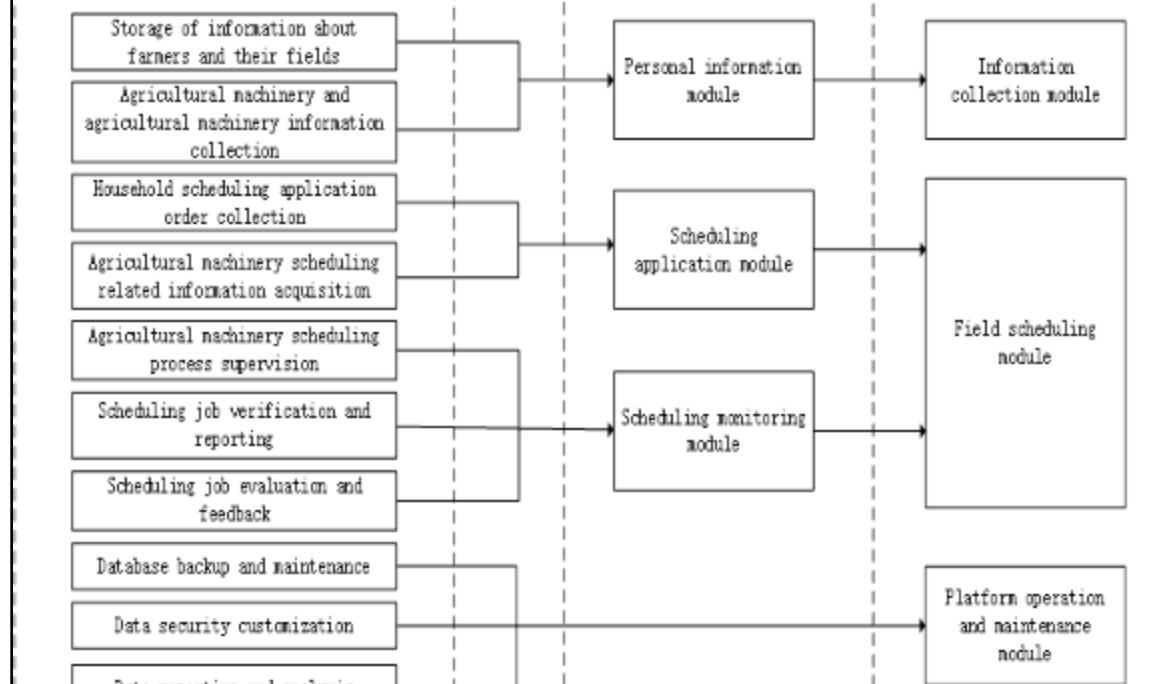 Storage of information about
farmers and their fields
Agricultural machinery and
agricultural machinery information
collection
Household scheduling application
order collection
Agricultural machinery scheduling
related information acquisition
Agricultural machinery scheduling
process supervision
Scheduling job verification and
reporting
Scheduling job evaluation and
feedback
Database backup and maintenance
Data security customization
Personal information
module
Scheduling
application module
Scheduling monitoring
module
Information
collection module
Field scheduling
module
Platform operation
and maintenance
module